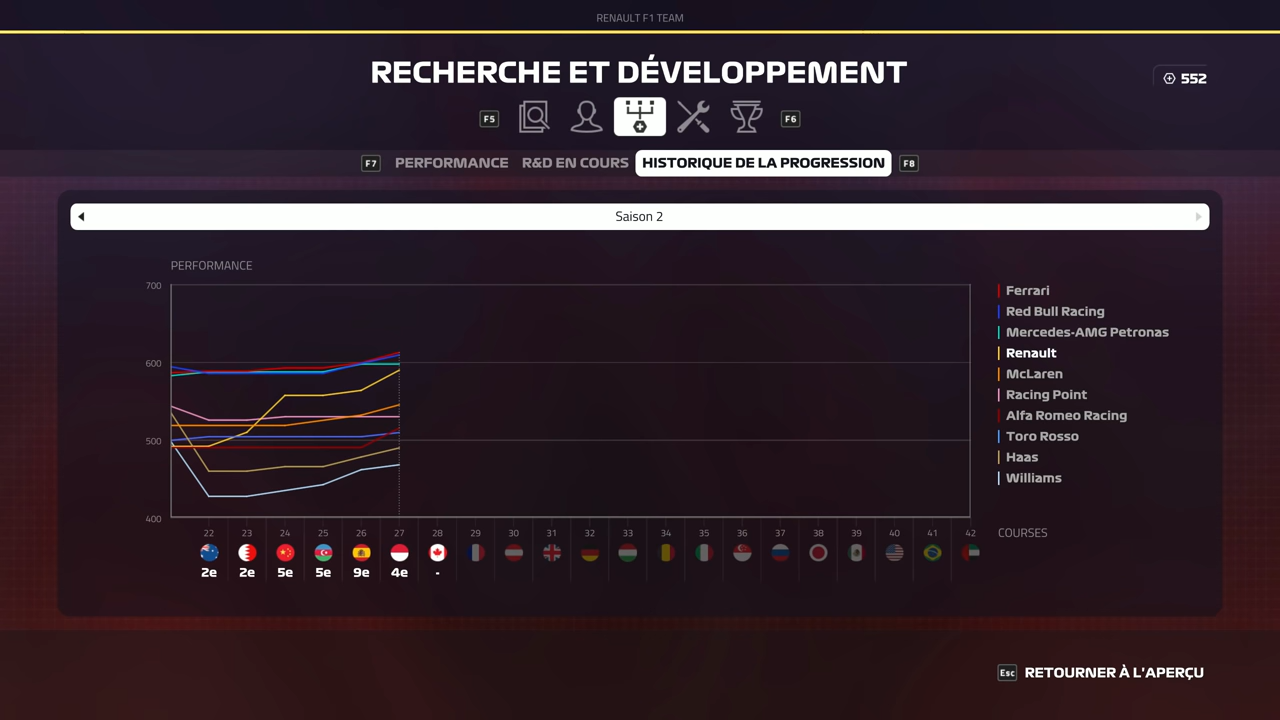 RENAULT F1 TEAM
RECHERCHE ET DÉVELOPPEMENT
552
F5 F6
F7 PERFORMANCE R&D EN COURS HISTORIQUE DE LA PROGRESSION F8
Saison 2
PERFORMANCE
700
600
500
400
Ferrari
Red Bull Racing
Mercedes-AMG Petronas
Renault
McLaren
Racing Point
Alfa Romeo Racing
Toro Rosso
Haas
Williams
22 23 24 25 26 27 28 29 30 31 32 33 34 35 36 37 38 39 40 41 42 COURSES
2e 2e 5e 5e 9e 4e -
Esc RETOURNER À L'APERÇU